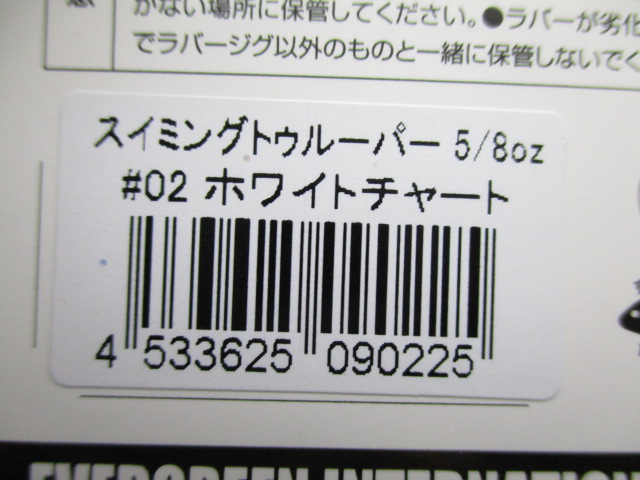 がない場所に保管してください。●ラバーが劣化
でラバージグ以外のものと一緒に保管しないでく
スイミングトゥルーパー 5/8oz
#02 ホワイトチャート
4 533625 090225
EVERGREEN INTERNATION